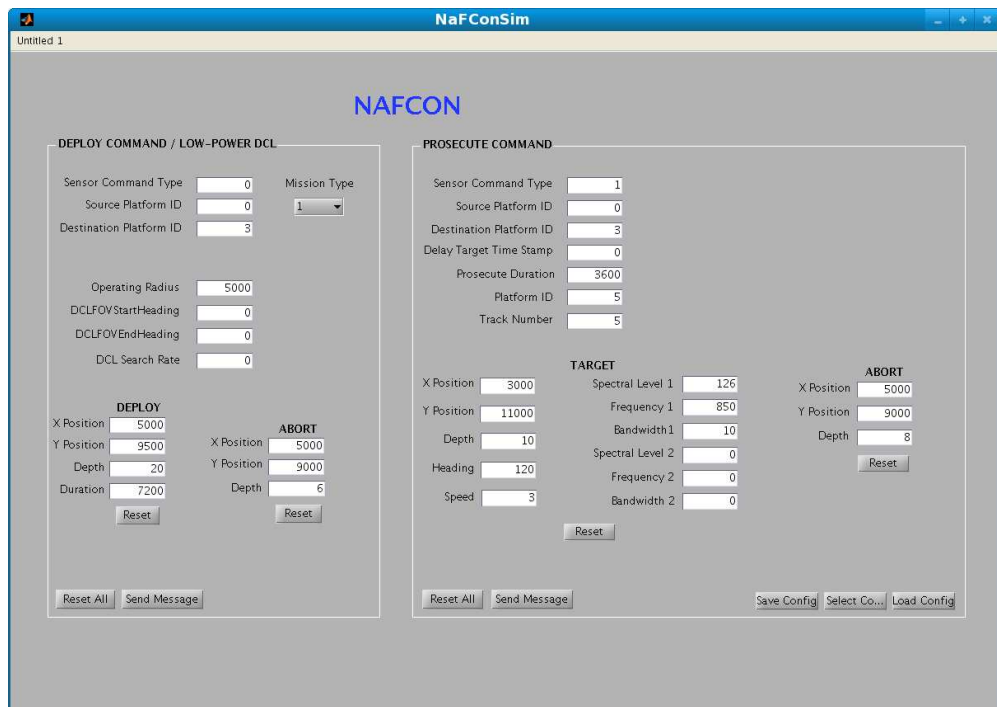 NaFConSim
Untitled 1
NAFCON
DEPLOY COMMAND / LOW-POWER DCL
Sensor Command Type 0 Mission Type
Source Platform ID 0 1
Destination Platform ID 3
Operating Radius 5000
DCLFOVStartHeading 0
DCLFOVEndHeading 0
DCL Search Rate 0
DEPLOY
X Position 5000
Y Position 9500
Depth 20
Duration 7200
Reset
ABORT
X Position 5000
Y Position 9000
Depth 6
Reset
Reset All Send Message
PROSECUTE COMMAND
Sensor Command Type 1
Source Platform ID 0
Destination Platform ID 3
Delay Target Time Stamp 0
Prosecute Duration 3600
Platform ID 5
Track Number 5
TARGET
X Position 3000
Y Position 11000
Depth 10
Heading 120
Speed 3
Spectral Level 1 126
Frequency 1 850
Bandwidth1 10
Spectral Level 2 0
Frequency 2 0
Bandwidth 2 0
Reset
ABORT
X Position 5000
Y Position 9000
Depth 8
Reset
Reset All Send Message
Save Config Select Co... Load Config